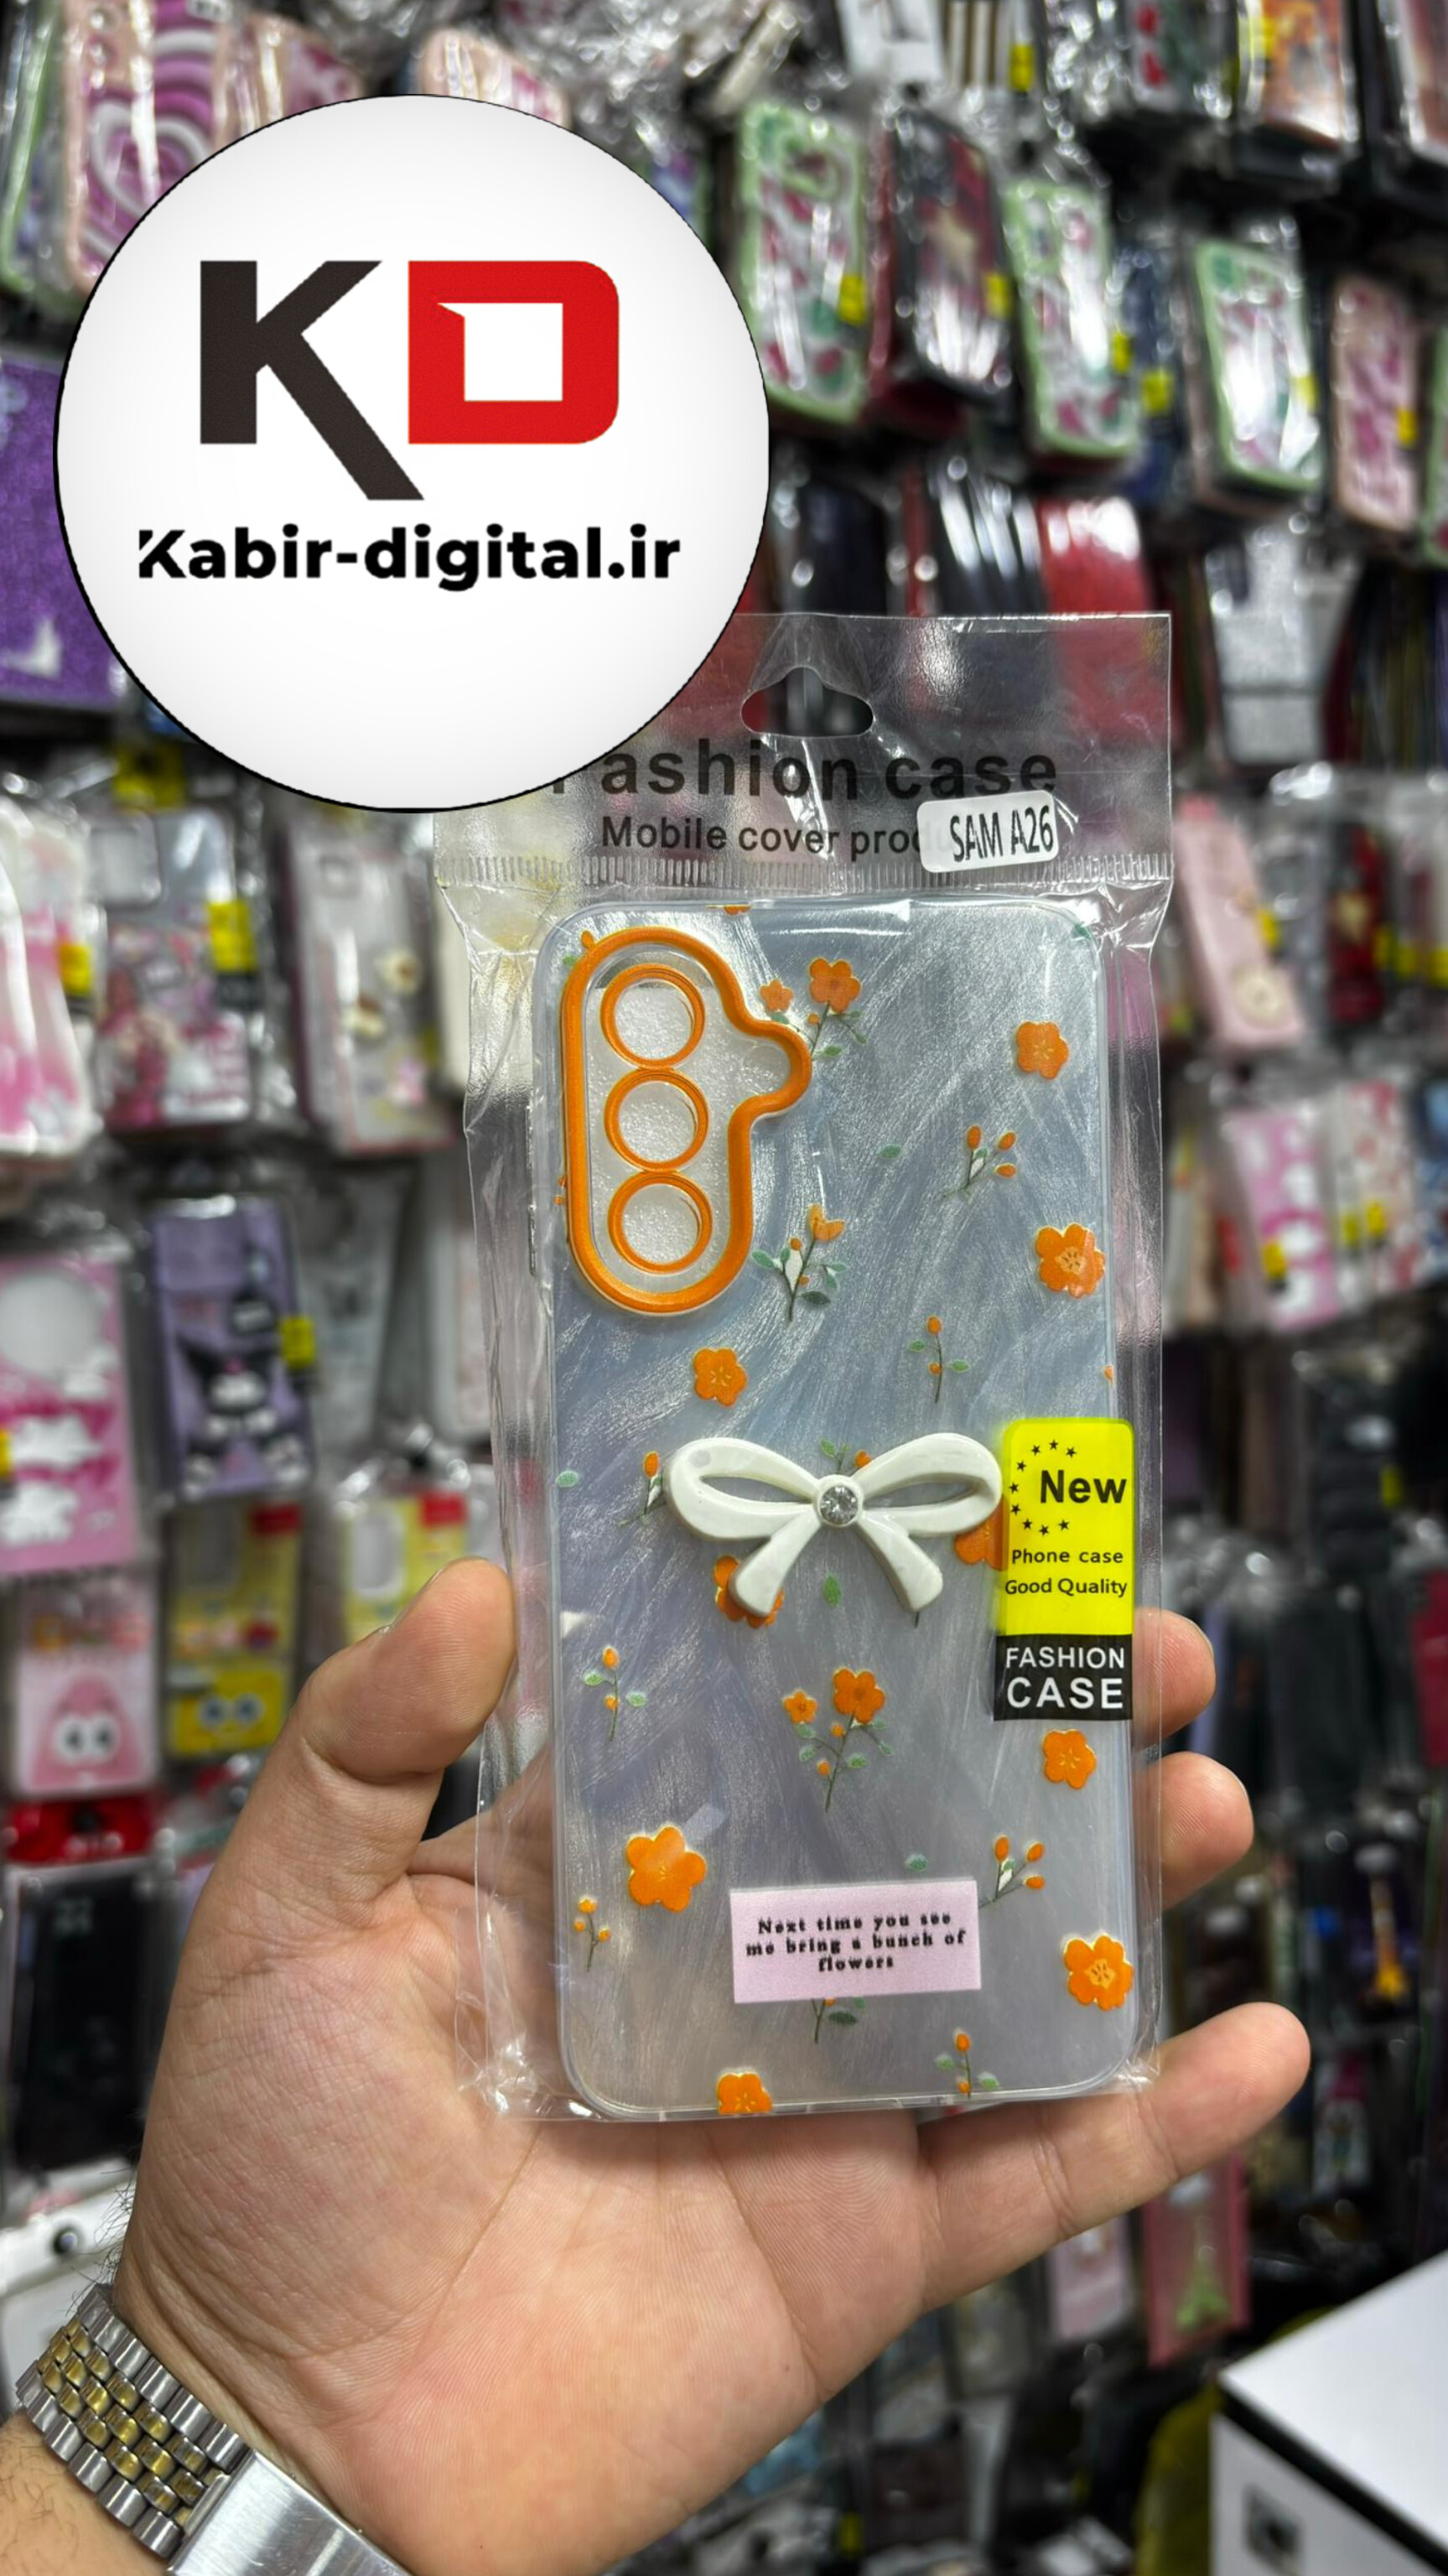 KD
Kabir-digital.ir
Fashion case
Mobile cover
SAM A26
New
Phone case
Good Quality
FASHION
CASE
Next time you see
me bring a bunch of
flowers